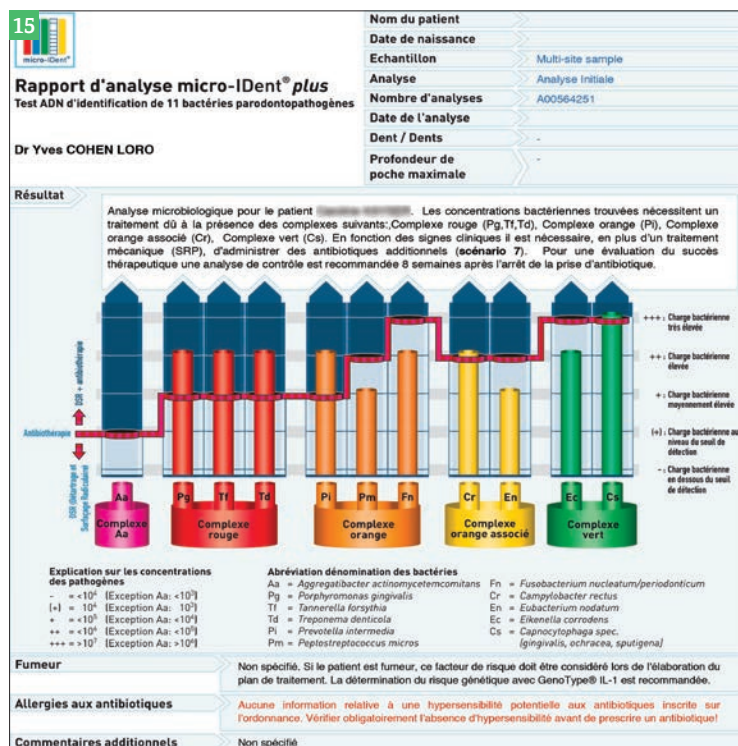 15
micro-IDent®
Rapport d'analyse micro-IDent® plus
Test ADN d'identification de 11 bactéries parodontopathogènes
Dr Yves COHEN LORO
Nom du patient
Date de naissance
Echantillon Multi-site sample
Analyse Analyse Initiale
Nombre d'analyses A00564251
Date de l'analyse
Dent / Dents -
Profondeur de
poche maximale -
Résultat
Analyse microbiologique pour le patient . Les concentrations bactériennes trouvées nécessitent un
traitement dû à la présence des complexes suivants:,Complexe rouge (Pg,Tf,Td), Complexe orange (Pi), Complexe
orange associé (Cr), Complexe vert (Cs). En fonction des signes cliniques il est nécessaire, en plus d'un traitement
mécanique (SRP), d'administrer des antibiotiques additionnels (scénario 7). Pour une évaluation du succès
thérapeutique une analyse de contrôle est recommandée 8 semaines après l'arrêt de la prise d'antibiotique.
+++ : Charge bactérienne
très élevée
++ : Charge bactérienne
élevée
+ : Charge bactérienne
mayennement élevée
(+) : Charge bactérienne au
niveau du seuil de
détection
- : Charge bactérienne
en dessous du seuil
de détection
DSR + antibiothérapie
Antibiothérapie
DSR (Détartrage et
Surfaçage Radiculaire)
Aa Pg Tf Td Pi Pm Fn Cr En Ec Cs
Complexe
Aa
Complexe
rouge
Complexe
orange
Complexe
orange associé
Complexe
vert
Explication sur les concentrations
des pathogènes
- = <10⁴ (Exception Aa: <10³)
(+) = 10⁴ (Exception Aa: 10³)
+ = <10⁵ (Exception Aa: <10⁴)
++ = <10⁶ (Exception Aa: <10⁵)
+++ = >10⁷ (Exception Aa: >10⁶)
Abréviation dénomination des bactéries
Aa = Aggregatibacter actinomycetemcomitans
Pg = Porphyromonas gingivalis
Tf = Tannerella forsythia
Td = Treponema denticola
Pi = Prevotella intermedia
Pm = Peptostreptococcus micros
Fn = Fusobacterium nucleatum/periodonticum
Cr = Campylobacter rectus
En = Eubacterium nodatum
Ec = Eikenella corrodens
Cs = Capnocytophaga spec.
(gingivalis, ochracea, sputigena)
Fumeur
Non spécifié. Si le patient est fumeur, ce facteur de risque doit être considéré lors de l'élaboration du
plan de traitement. La détermination du risque génétique avec GenoType® IL-1 est recommandée.
Allergies aux antibiotiques
Aucune information relative à une hypersensibilité potentielle aux antibiotiques inscrite sur
l'ordonnance. Vérifier obligatoirement l'absence d'hypersensibilité avant de prescrire un antibiotique!
Commentaires additionnels Non spécifié